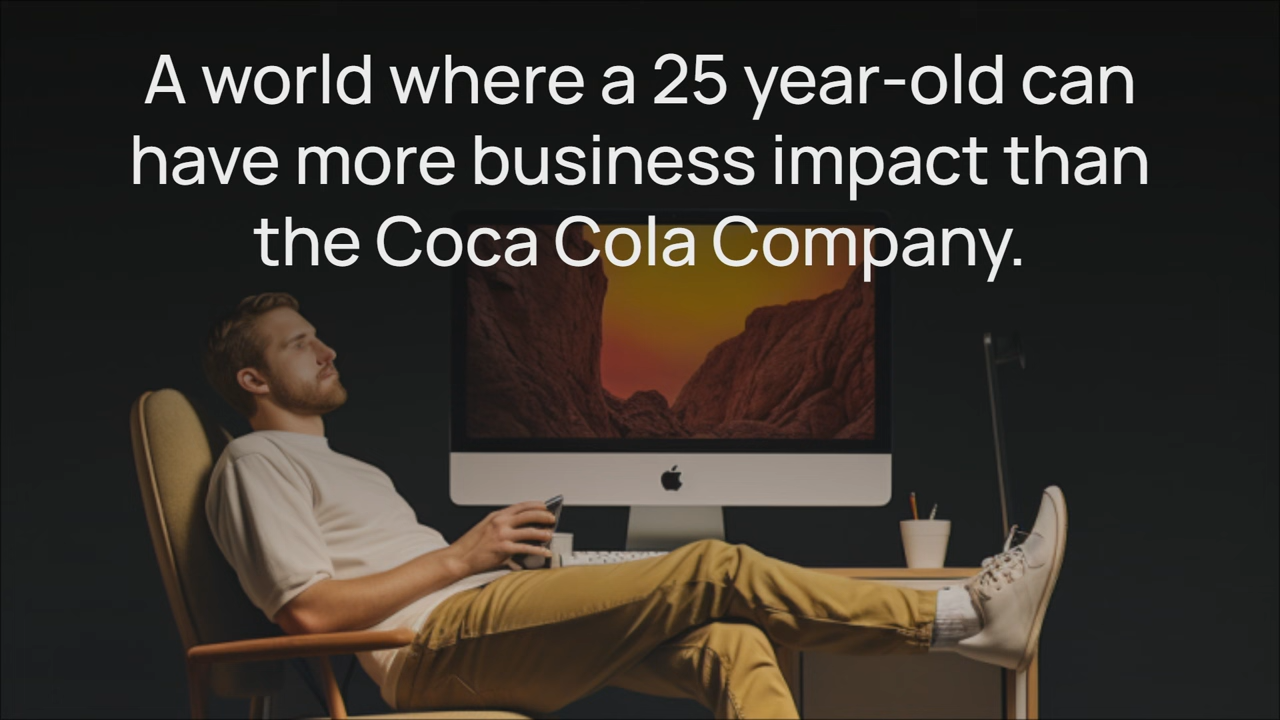 A world where a 25 year-old can
have more business impact than
the Coca Cola Company.